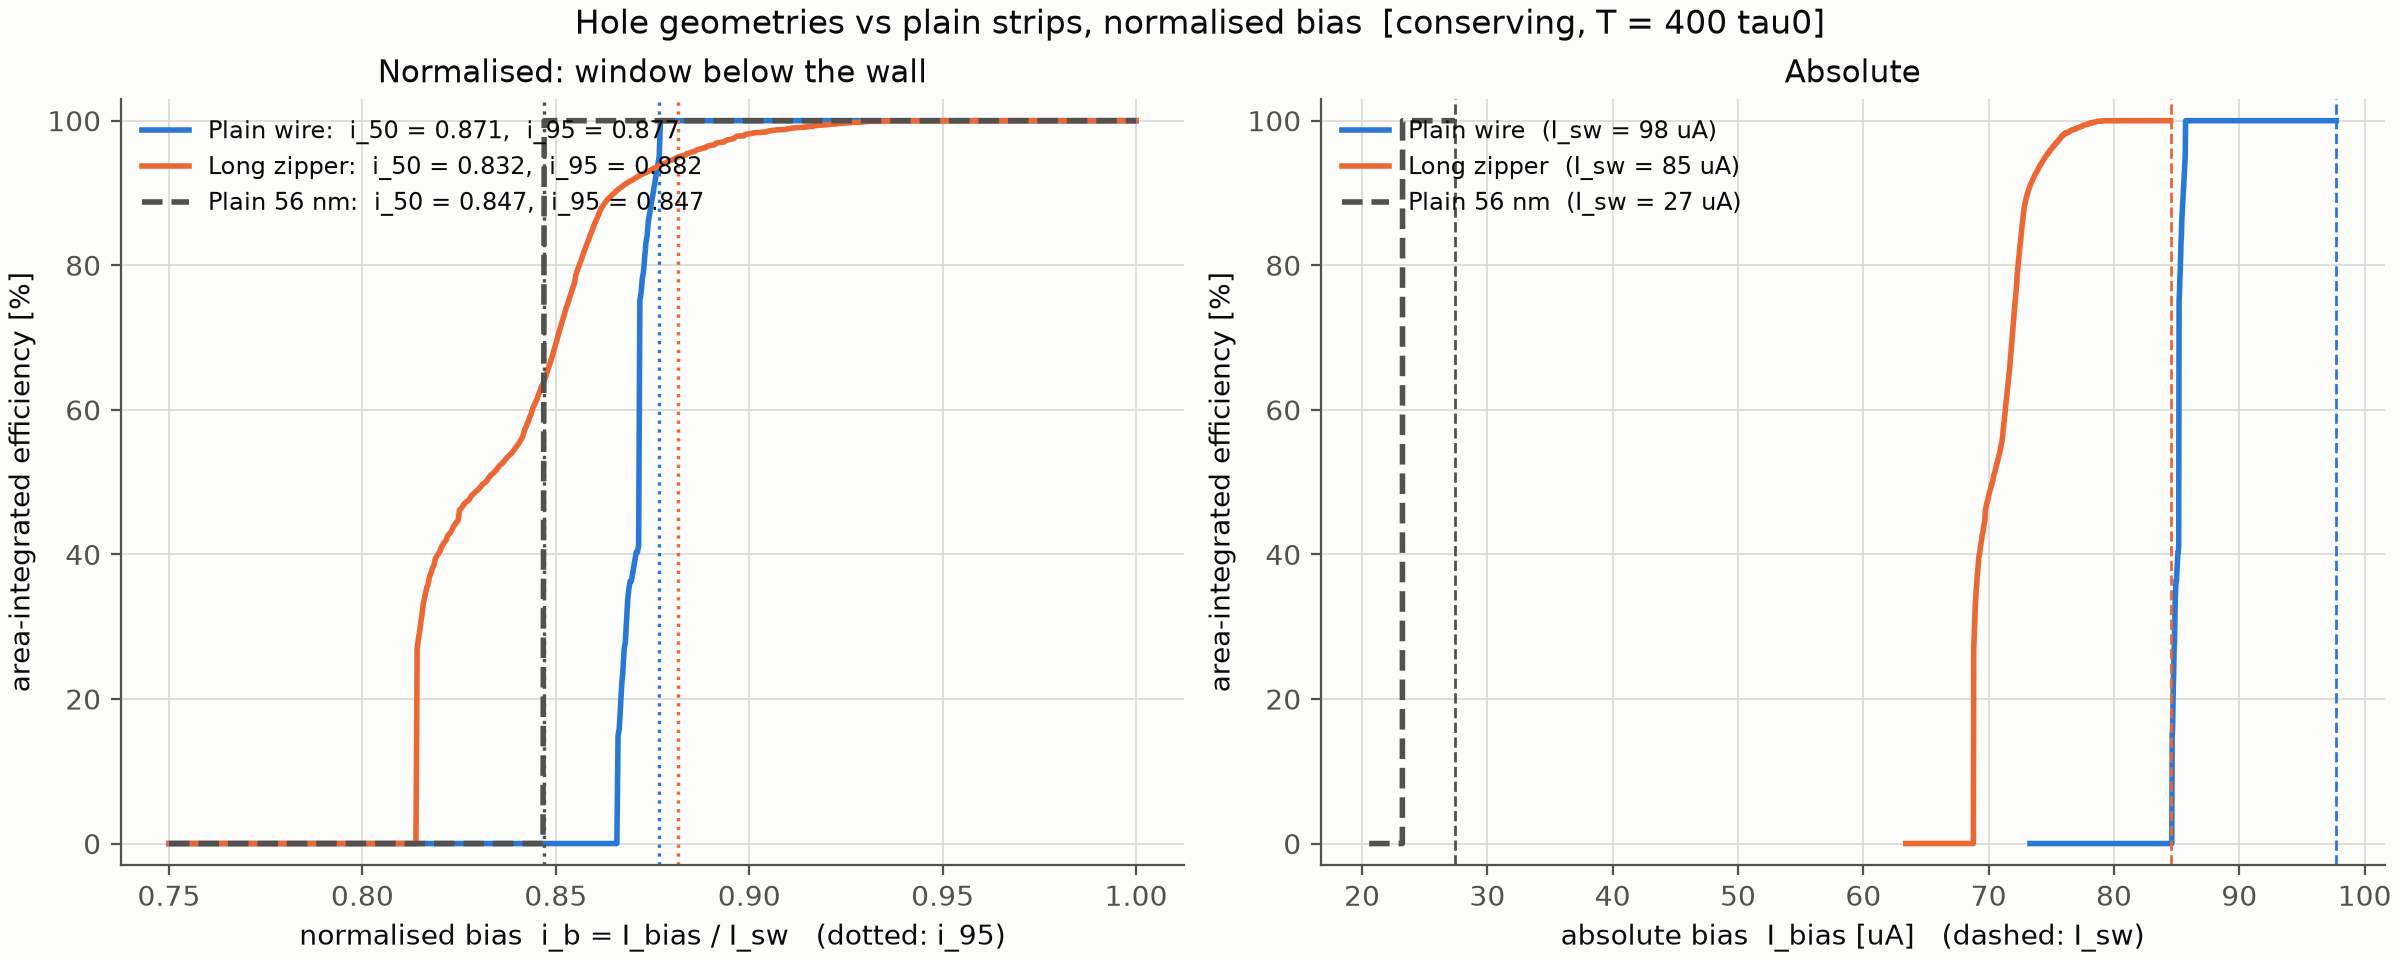 Hole geometries vs plain strips, normalised bias  [conserving, T = 400 tau0]
Normalised: window below the wall
area-integrated efficiency [%]
100
80
60
40
20
0
Plain wire:  i_50 = 0.871,  i_95 = 0.877
Long zipper:  i_50 = 0.832,  i_95 = 0.882
Plain 56 nm:  i_50 = 0.847,  i_95 = 0.847
0.75 0.80 0.85 0.90 0.95 1.00
normalised bias  i_b = I_bias / I_sw   (dotted: i_95)
Absolute
area-integrated efficiency [%]
100
80
60
40
20
0
Plain wire  (I_sw = 98 uA)
Long zipper  (I_sw = 85 uA)
Plain 56 nm  (I_sw = 27 uA)
20 30 40 50 60 70 80 90 100
absolute bias  I_bias [uA]   (dashed: I_sw)